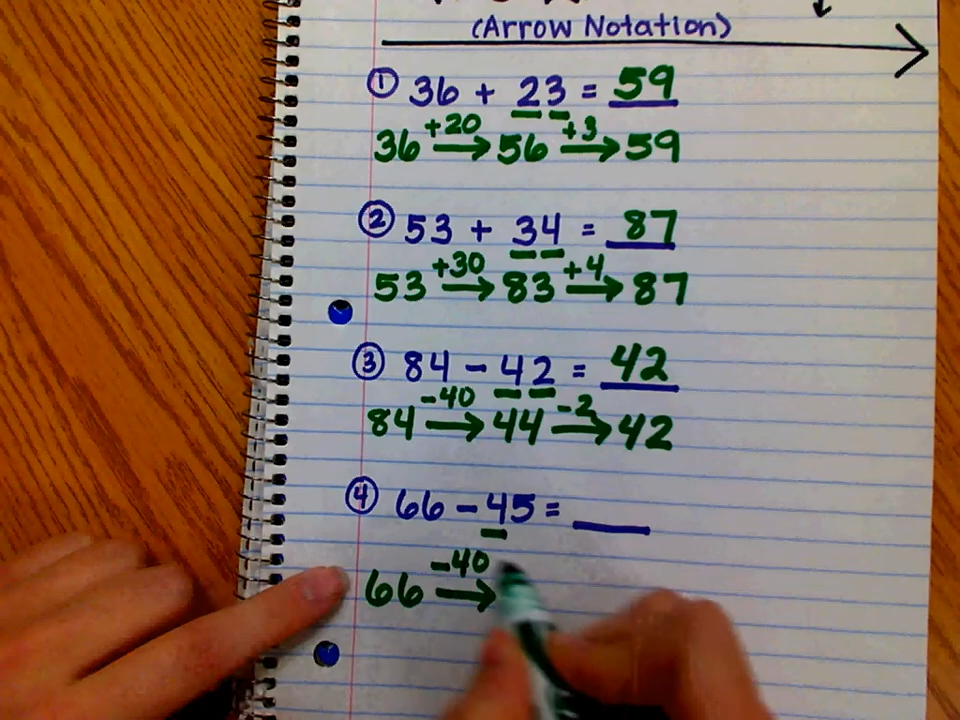 (Arrow Notation)
① 36 + 23 = 59
+20 +3
36 → 56 → 59
② 53 + 34 = 87
+30 +4
53 → 83 → 87
③ 84 - 42 = 42
-40 -2
84 → 44 → 42
④ 66 - 45 = ___
-40
66 →